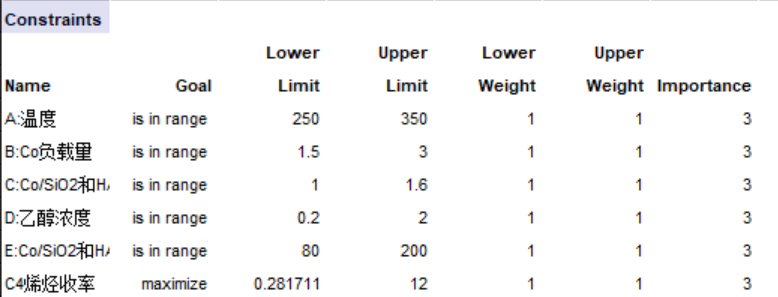 Constraints
Lower Upper Lower Upper
Name Goal Limit Limit Weight Weight Importance
A:温度 is in range 250 350 1 1 3
B:Co负载量 is in range 1.5 3 1 1 3
C:Co/SiO2和H is in range 1 1.6 1 1 3
D:乙醇浓度 is in range 0.2 2 1 1 3
E:Co/SiO2和H is in range 80 200 1 1 3
C4烯烃收率 maximize 0.281711 12 1 1 3